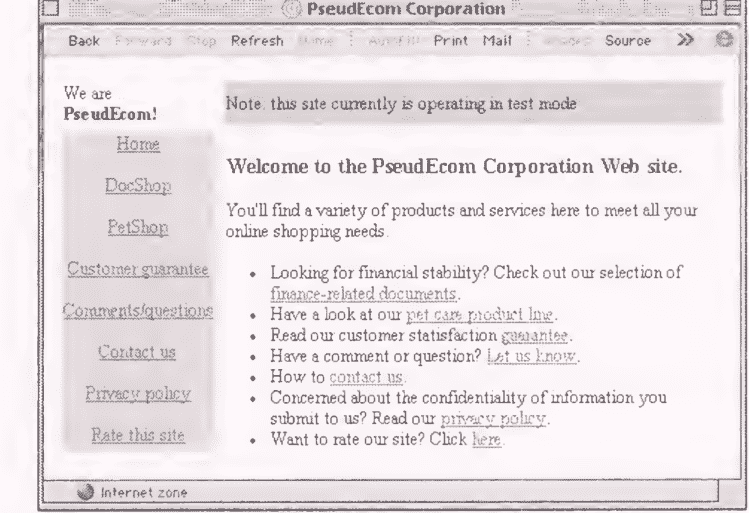 PseudEcom Corporation
Back Forward Stop Refresh Home AutoFill Print Mail Source »
We are
PseudEcom!
Home
DocShop
PetShop
Customer guarantee
Comments/questions
Contact us
Privacy policy
Rate this site
Note: this site currently is operating in test mode
Welcome to the PseudEcom Corporation Web site.
You'll find a variety of products and services here to meet all your
online shopping needs.
• Looking for financial stability? Check out our selection of
finance-related documents.
• Have a look at our pet care product line.
• Read our customer statisfaction guarantee.
• Have a comment or question? Let us know.
• How to contact us.
• Concerned about the confidentiality of information you
submit to us? Read our privacy policy.
• Want to rate our site? Click here.
Internet zone